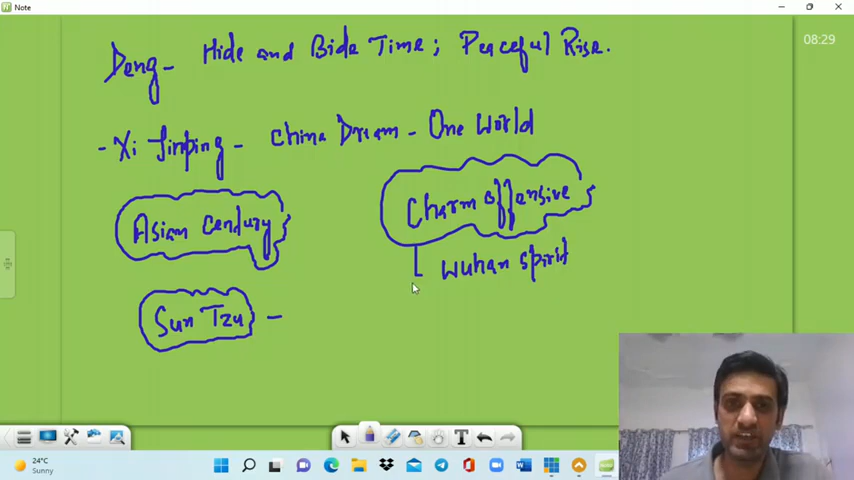 Note
08:29
Deng - Hide and Bide Time; Peaceful Rise.
- Xi Jinping - China Dream - One World
Asian Century
Charm offensive
Wuhan spirit
Sun Tzu -
24°C
Sunny